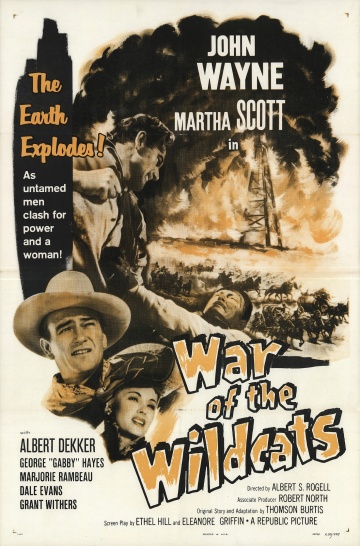 JOHN
WAYNE
MARTHA SCOTT
in
The
Earth
Explodes!
As
untamed
men
clash for
power
and a
woman!
War
of the
Wildcats
with
ALBERT DEKKER
GEORGE "GABBY" HAYES
MARJORIE RAMBEAU
DALE EVANS
GRANT WITHERS
Directed by ALBERT S. ROGELL
Associate Producer ROBERT NORTH
Original Story and Adaptation by THOMSON BURTIS
Screen Play by ETHEL HILL and ELEANORE GRIFFIN • A REPUBLIC PICTURE